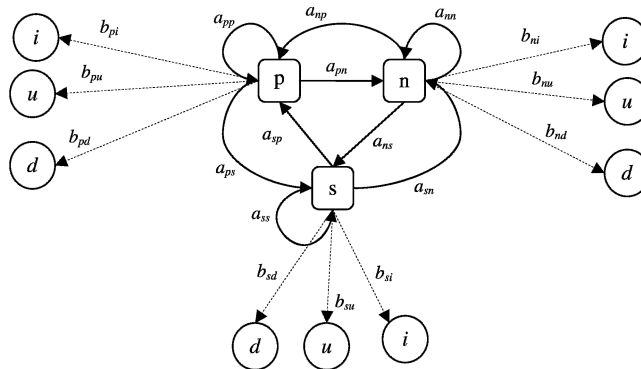 a_pp
a_np
a_nn
i
b_pi
b_ni
i
p
a_pn
n
u
b_pu
b_nu
u
b_pd
a_sp
a_ns
b_nd
d
a_ps
s
a_sn
d
a_ss
b_sd
b_su
b_si
d
u
i